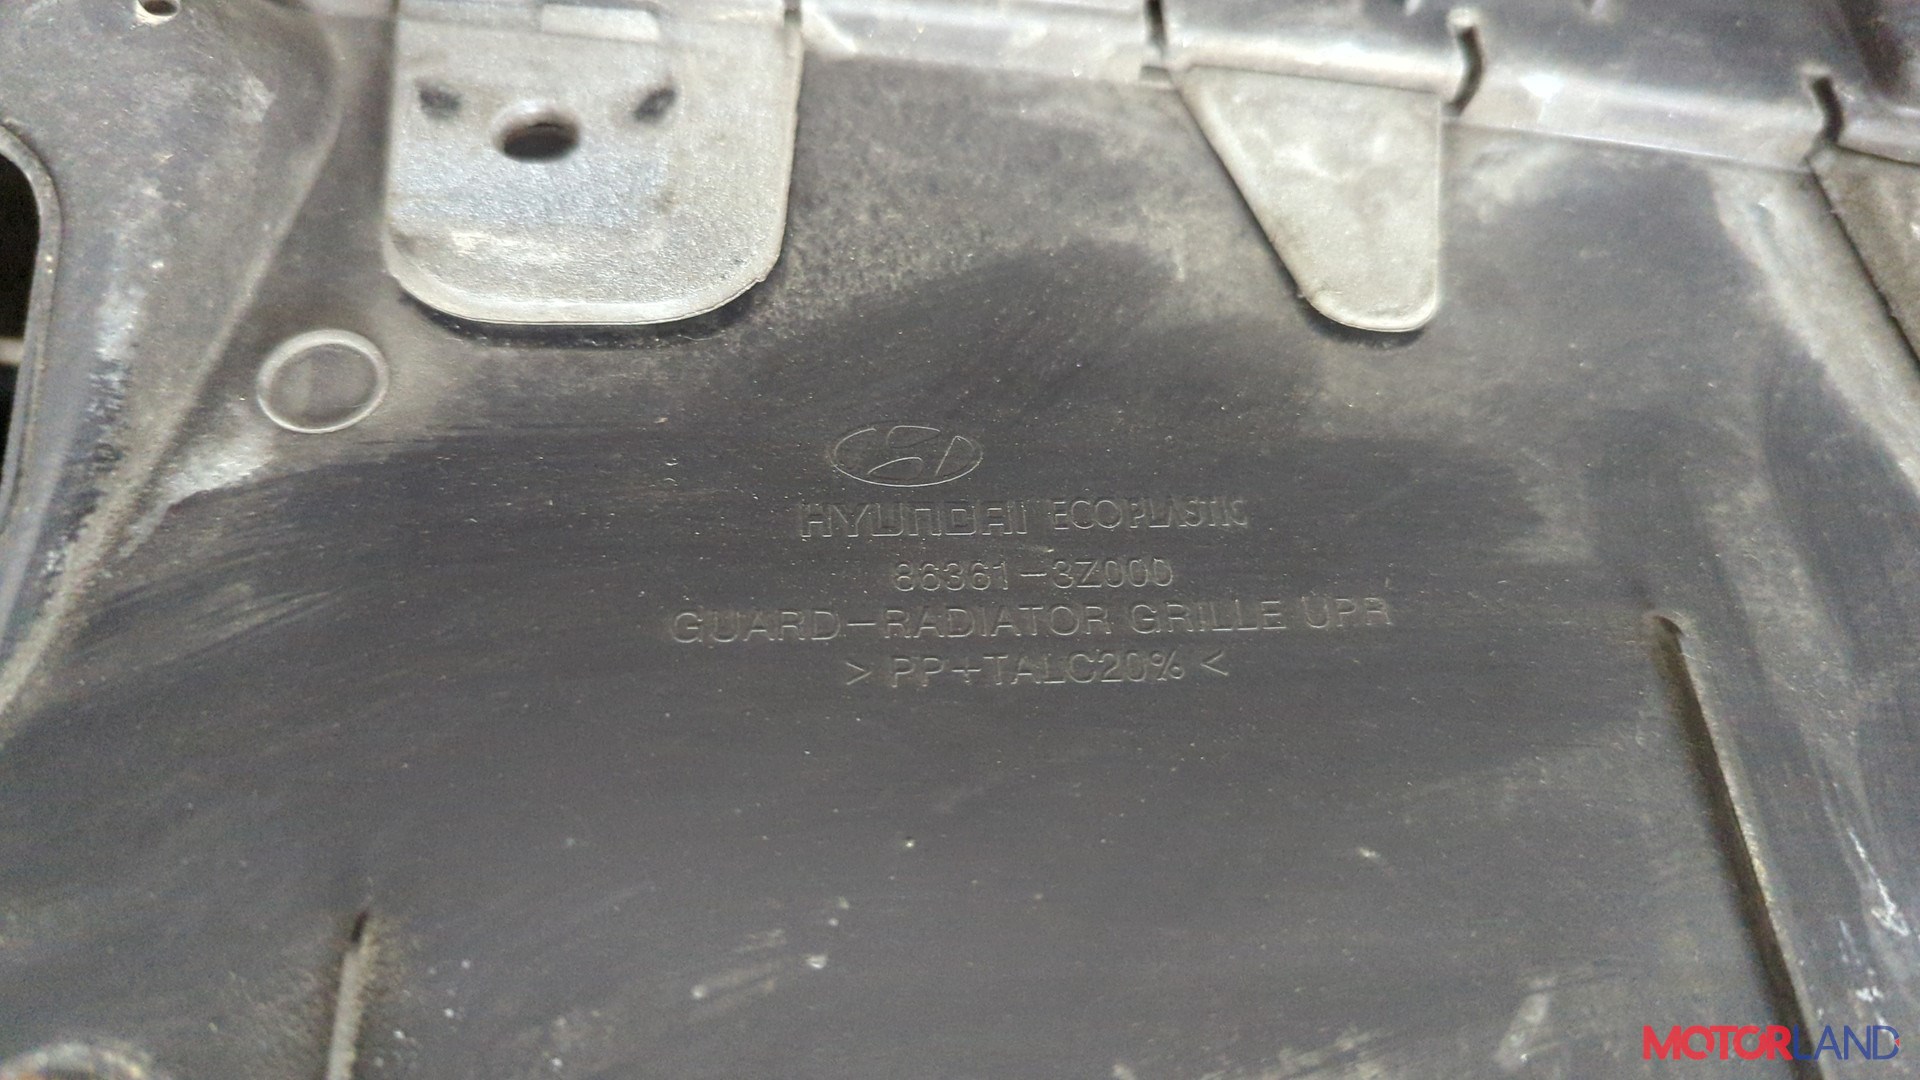 HYUNDAI ECOPLASTIC
86361-3Z000
GUARD-RADIATOR GRILLE UPR
> PP+TALC20% <
MOTORLAND